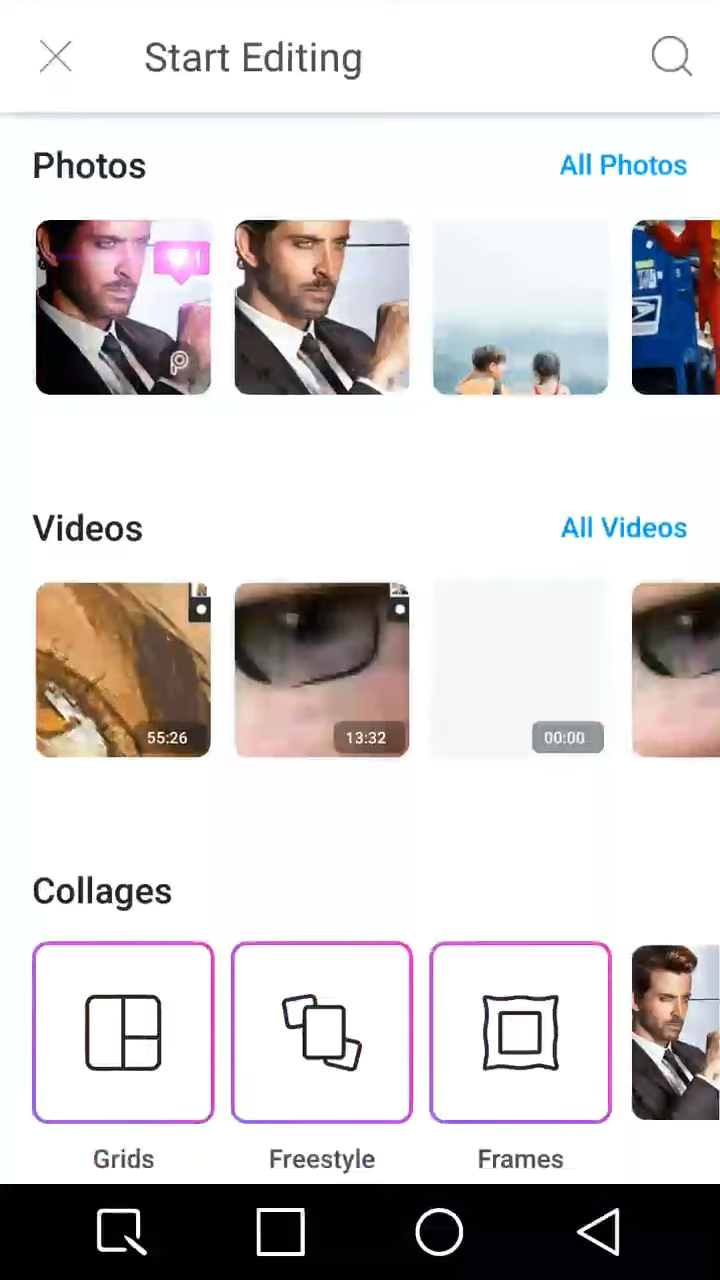 Start Editing
Photos
All Photos
Videos
All Videos
55:26
13:32
00:00
Collages
Grids
Freestyle
Frames